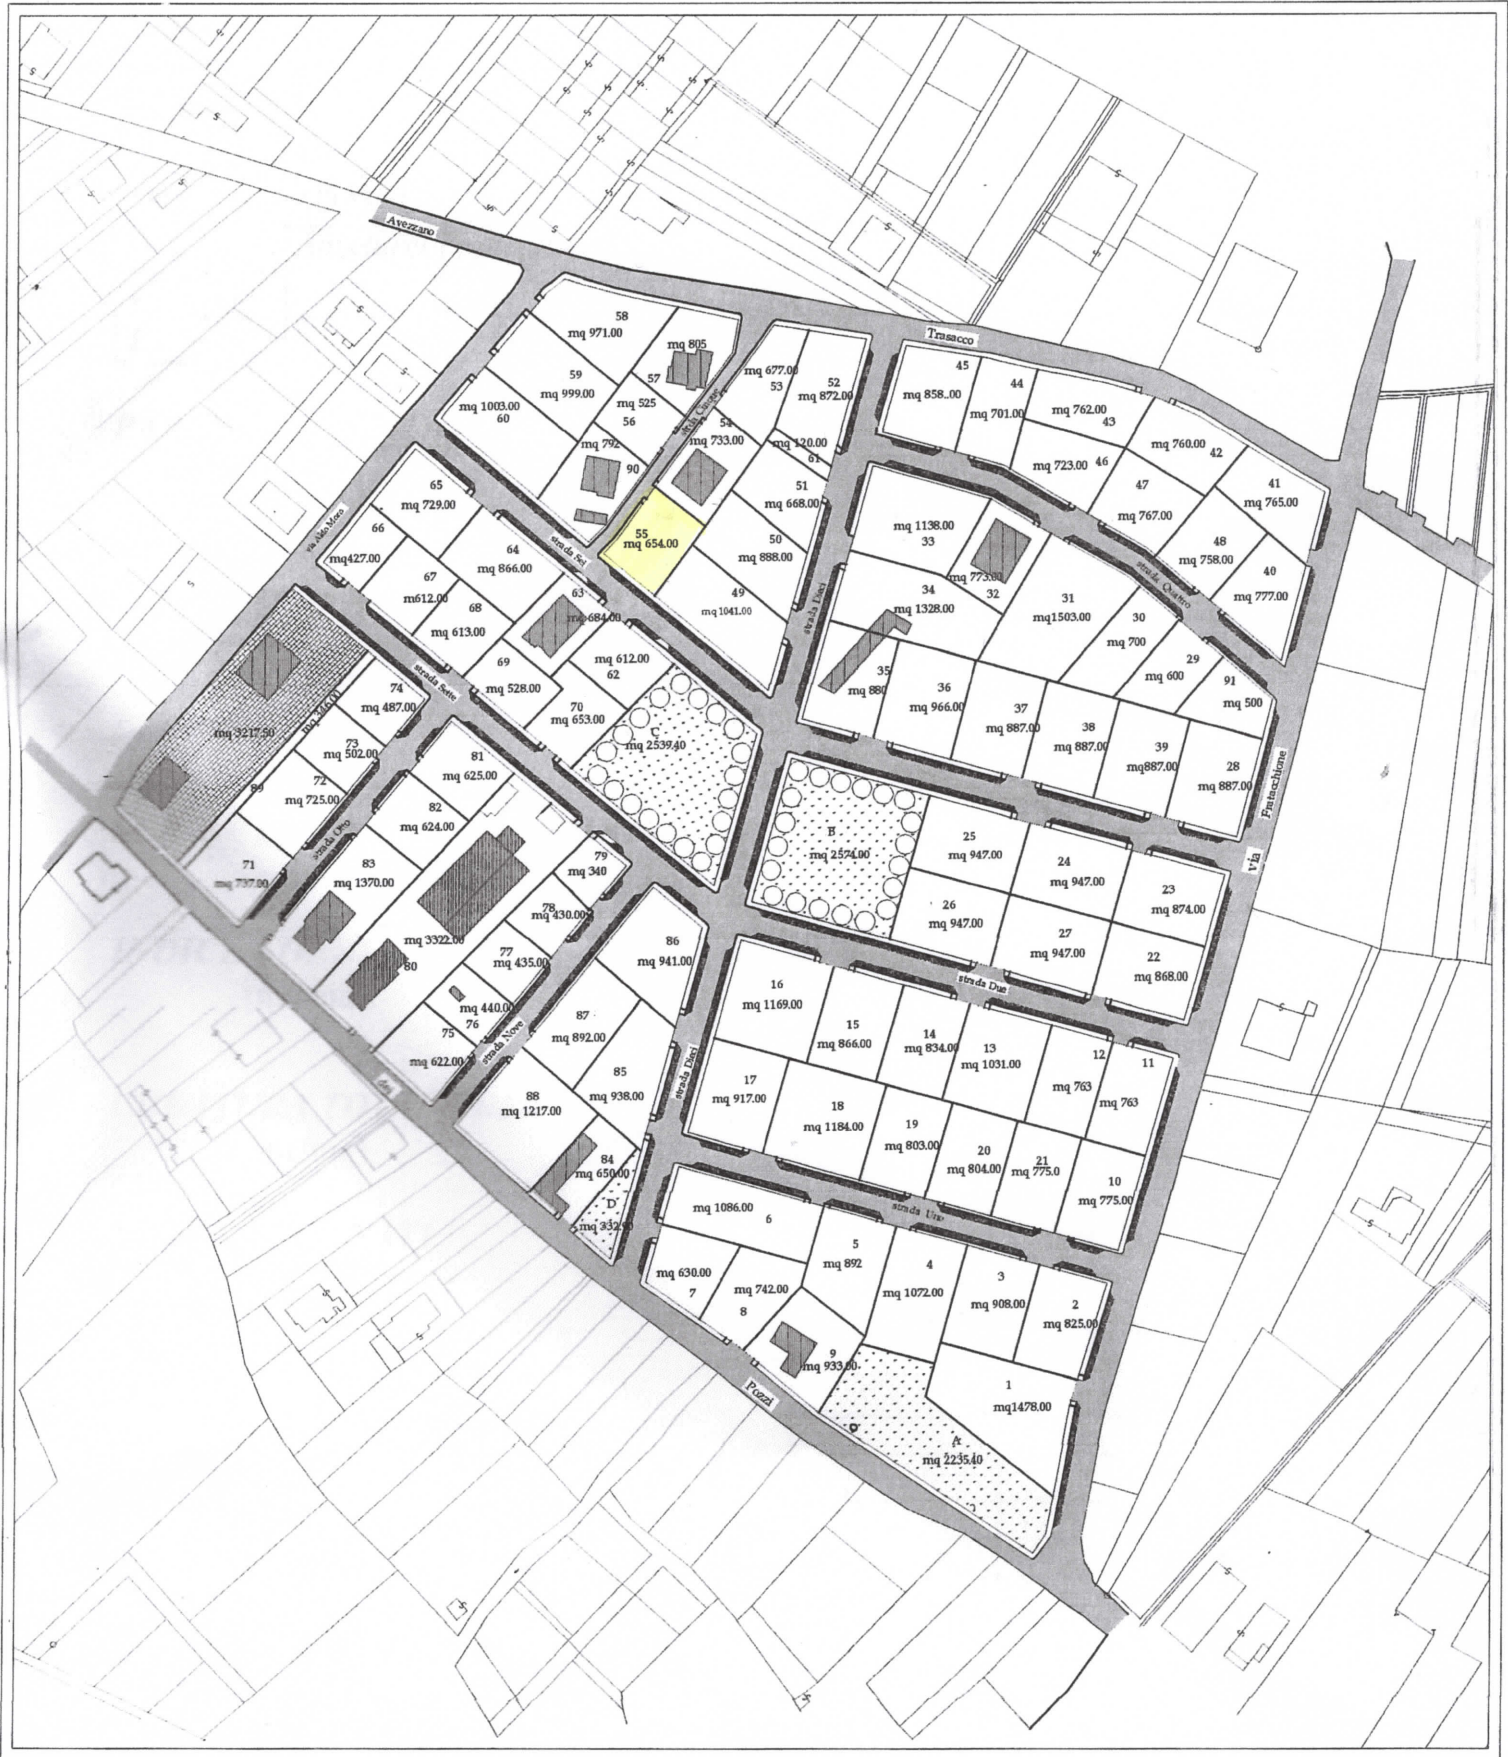 Avezzano
Trasacco
58
mq 971.00
mq 805
57
59
mq 999.00
mq 525
56
mq 1003.00
60
mq 792
90
mq 677.00
53
52
mq 872.00
54
mq 733.00
mq 120.00
61
51
mq 668.00
50
mq 888.00
55
mq 654.00
49
mq 1041.00
45
mq 858..00
44
mq 701.00
mq 762.00
43
mq 760.00
42
41
mq 765.00
mq 723.00
46
47
mq 767.00
48
mq 758.00
40
mq 777.00
strada Quattro
mq 1138.00
33
mq 773.00
32
34
mq 1328.00
31
mq1503.00
30
mq 700
29
mq 600
91
mq 500
35
mq 880
36
mq 966.00
37
mq 887.00
38
mq 887.00
39
mq887.00
28
mq 887.00
strada Dieci
via Aldo Moro
strada Sei
65
mq 729.00
66
mq427.00
64
mq 866.00
67
m612.00
68
mq 613.00
63
mq 684.00
mq 612.00
62
69
mq 528.00
70
mq 653.00
C
mq 2539.40
strada Sette
mq 3217.50
89
74
mq 487.00
73
mq 502.00
72
mq 725.00
71
mq 737.00
strada Otto
81
mq 625.00
82
mq 624.00
83
mq 1370.00
mq 3322.00
80
79
mq 340
78
mq 430.00
77
mq 435.00
mq 440.00
76
75
mq 622.00
strada Nove
B
mq 2574.00
25
mq 947.00
24
mq 947.00
23
mq 874.00
26
mq 947.00
27
mq 947.00
22
mq 868.00
via
Fratacchione
strada Due
86
mq 941.00
87
mq 892.00
85
mq 938.00
88
mq 1217.00
84
mq 650.00
D
strada Dieci
16
mq 1169.00
15
mq 866.00
14
mq 834.00
13
mq 1031.00
12
mq 763
11
mq 763
17
mq 917.00
18
mq 1184.00
19
mq 803.00
20
mq 804.00
21
mq 775.0
10
mq 775.00
strada Uno
mq 1086.00
6
5
mq 892
4
mq 1072.00
3
mq 908.00
2
mq 825.00
mq 630.00
7
mq 742.00
8
9
mq 933.00
1
mq1478.00
A
mq 2235.40
dei
Pozzi